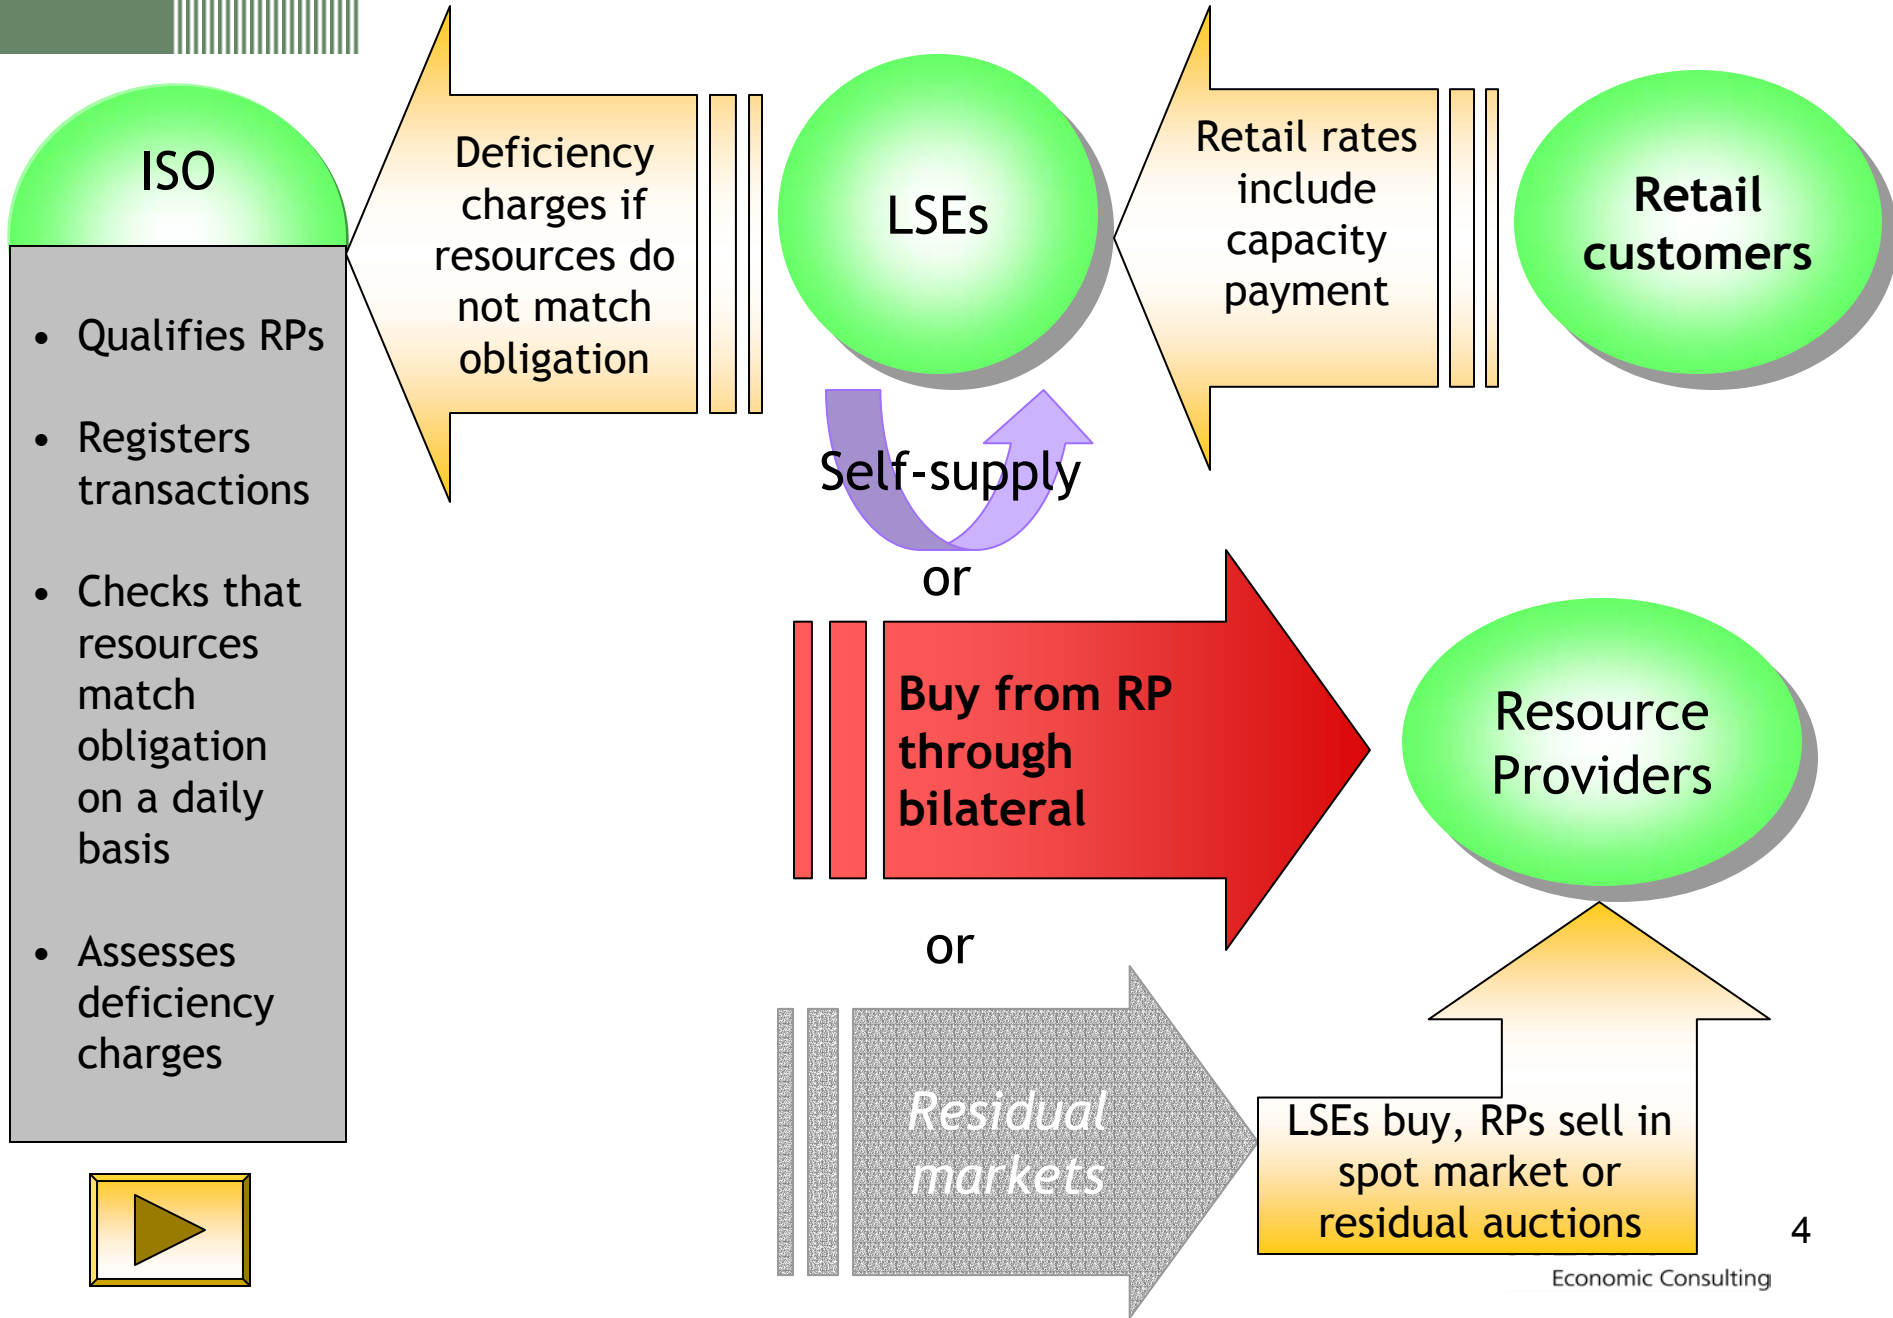 ISO
• Qualifies RPs
• Registers
transactions
• Checks that
resources
match
obligation
on a daily
basis
• Assesses
deficiency
charges
Deficiency
charges if
resources do
not match
obligation
LSEs
Retail rates
include
capacity
payment
Retail
customers
Self-supply
or
Buy from RP
through
bilateral
Resource
Providers
or
Residual
markets
LSEs buy, RPs sell in
spot market or
residual auctions
4
Economic Consulting